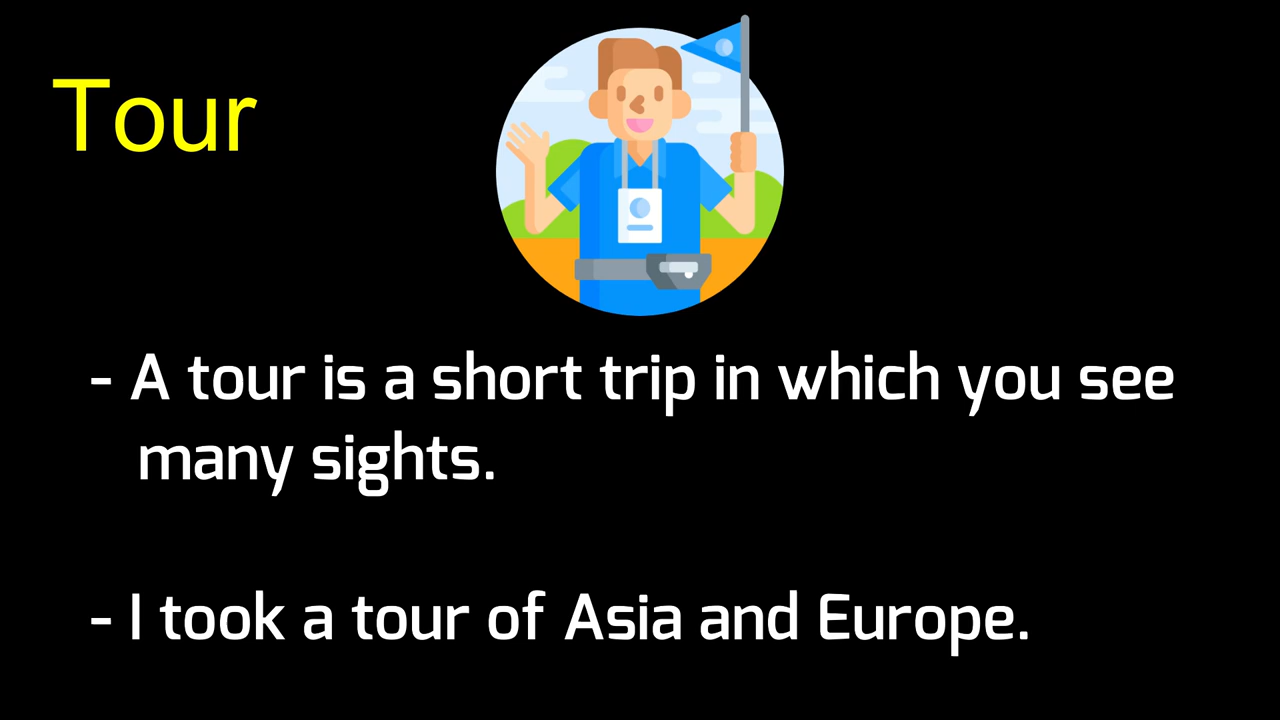 Tour
- A tour is a short trip in which you see
many sights.
- I took a tour of Asia and Europe.